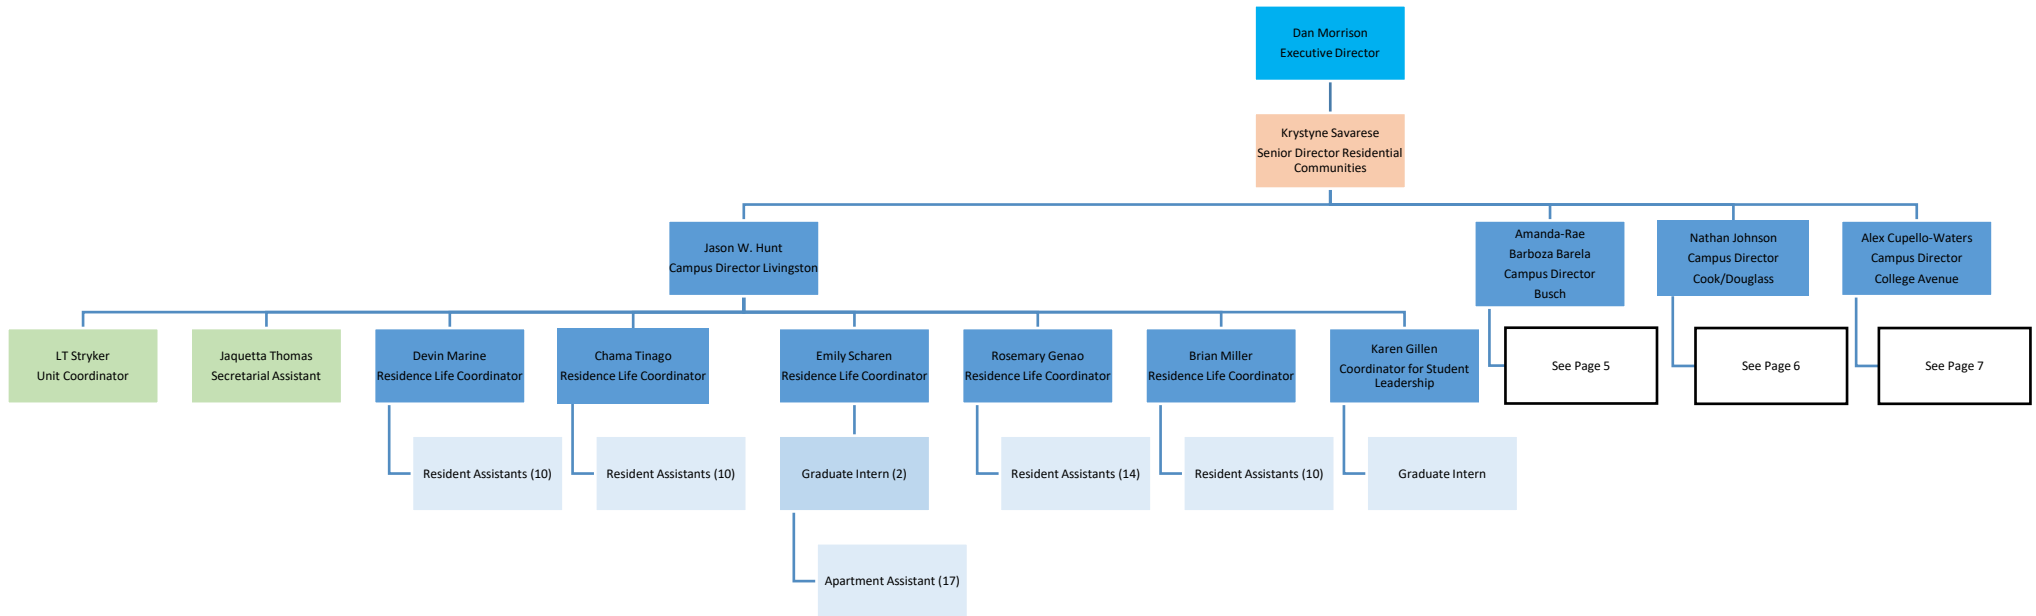 Dan Morrison
Executive Director
Krystyne Savarese
Senior Director Residential
Communities
Jason W. Hunt
Campus Director Livingston
Amanda-Rae
Barboza Barela
Campus Director
Busch
Nathan Johnson
Campus Director
Cook/Douglass
Alex Cupello-Waters
Campus Director
College Avenue
LT Stryker
Unit Coordinator
Jaquetta Thomas
Secretarial Assistant
Devin Marine
Residence Life Coordinator
Chama Tinago
Residence Life Coordinator
Emily Scharen
Residence Life Coordinator
Rosemary Genao
Residence Life Coordinator
Brian Miller
Residence Life Coordinator
Karen Gillen
Coordinator for Student
Leadership
See Page 5
See Page 6
See Page 7
Resident Assistants (10)
Resident Assistants (10)
Graduate Intern (2)
Resident Assistants (14)
Resident Assistants (10)
Graduate Intern
Apartment Assistant (17)